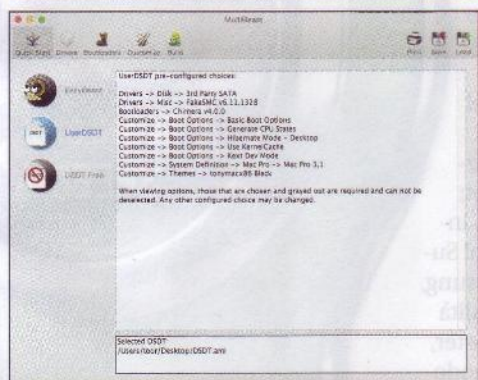 MultiBeast
Quick Start Drivers Bootloaders Customize Build
Print Save Load
EasyBeast
UserDSDT
DSDT Free
UserDSDT pre-configured choices:
Drivers -> Disk -> 3rd Party SATA
Drivers -> Misc -> FakeSMC v6.11.1328
Bootloaders -> Chimera v4.0.0
Customize -> Boot Options -> Basic Boot Options
Customize -> Boot Options -> Generate CPU States
Customize -> Boot Options -> Hibernate Mode - Desktop
Customize -> Boot Options -> Use KernelCache
Customize -> Boot Options -> Kext Dev Mode
Customize -> System Definition -> Mac Pro -> Mac Pro 3,1
Customize -> Themes -> tonymacx86 Black
When viewing options, those that are chosen and grayed out are required and can not be
deselected. Any other configured choice may be changed.
Selected DSDT: